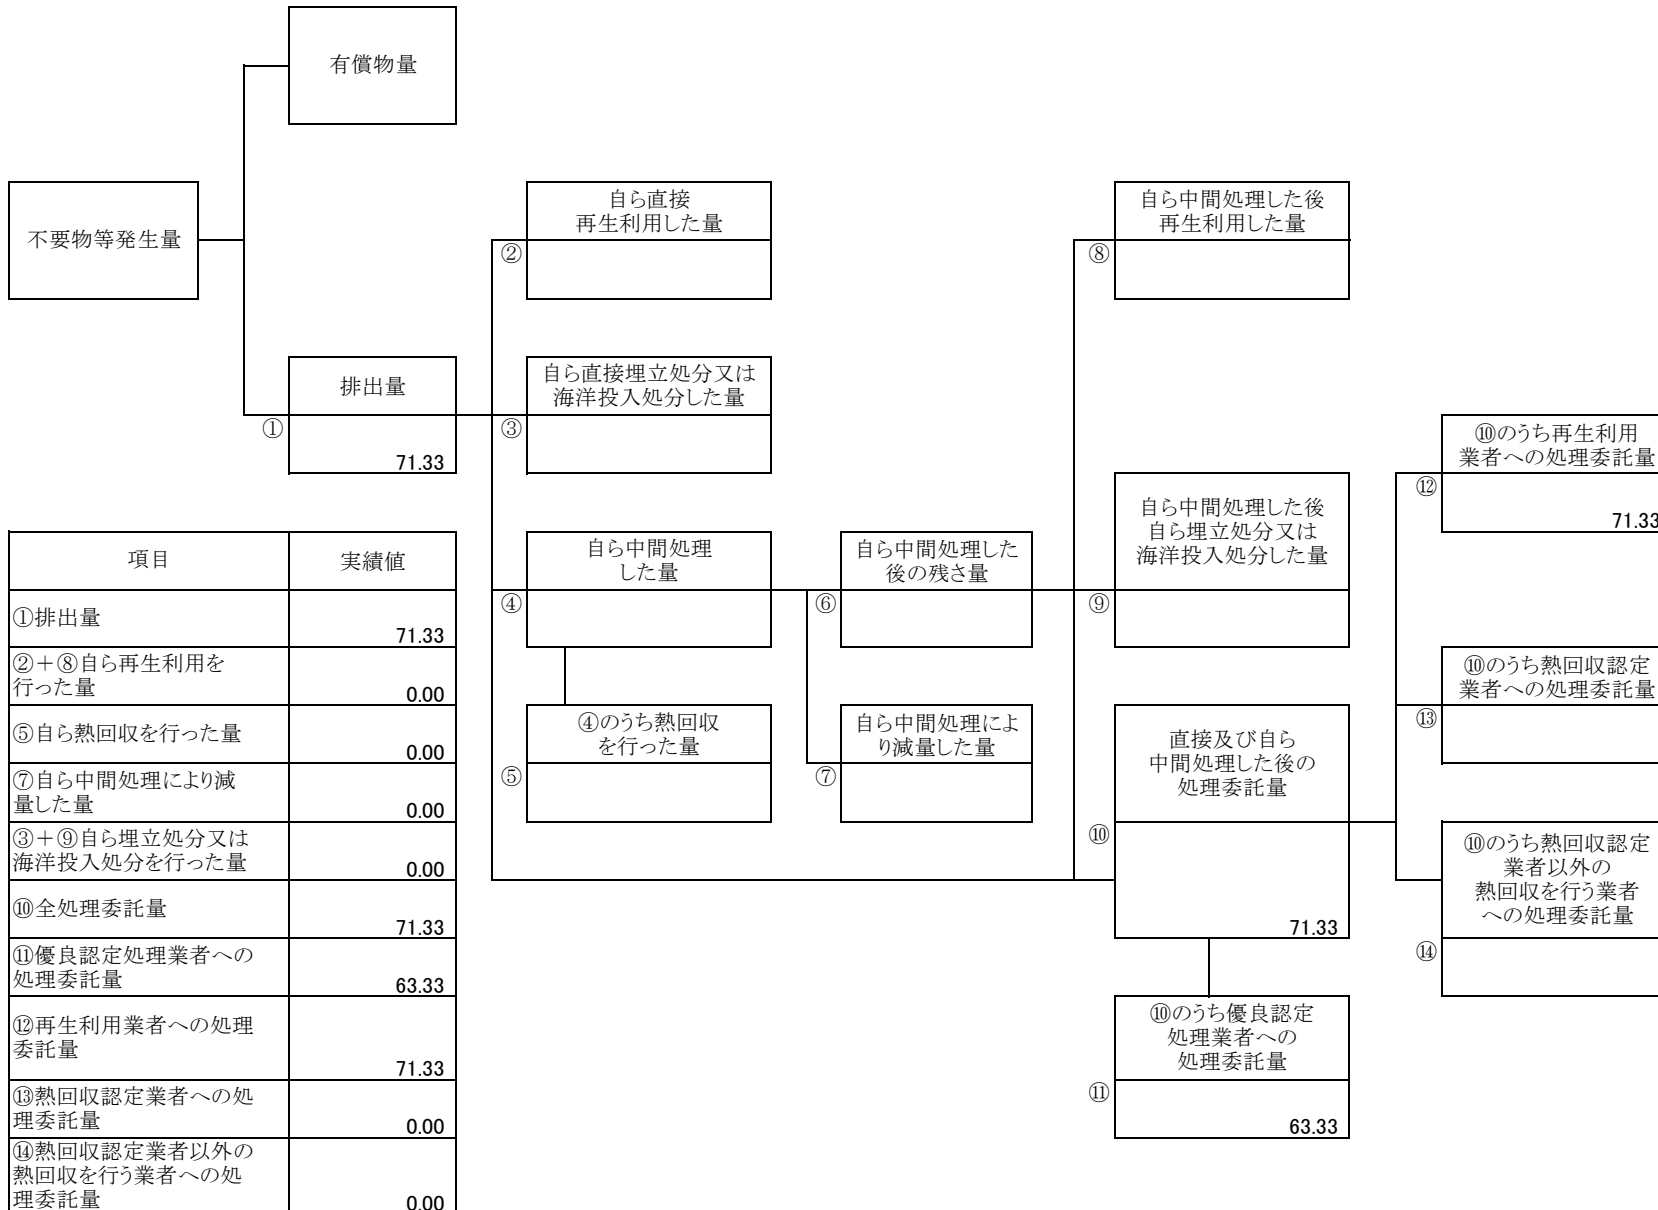 有償物量
不要物等発生量
自ら直接
再生利用した量
②
自ら中間処理した後
再生利用した量
⑧
排出量
①
71.33
自ら直接埋立処分又は
海洋投入処分した量
③
⑩のうち再生利用
業者への処理委託量
⑫
71.33
自ら中間処理
した量
④
自ら中間処理した
後の残さ量
⑥
自ら中間処理した後
自ら埋立処分又は
海洋投入処分した量
⑨
⑩のうち熱回収認定
業者への処理委託量
⑬
④のうち熱回収
を行った量
⑤
自ら中間処理によ
り減量した量
⑦
直接及び自ら
中間処理した後の
処理委託量
⑩
71.33
⑩のうち熱回収認定
業者以外の
熱回収を行う業者
への処理委託量
⑭
⑩のうち優良認定
処理業者への
処理委託量
⑪
63.33
項目 実績値
①排出量
71.33
②+⑧自ら再生利用を
行った量
0.00
⑤自ら熱回収を行った量
0.00
⑦自ら中間処理により減
量した量
0.00
③+⑨自ら埋立処分又は
海洋投入処分を行った量
0.00
⑩全処理委託量
71.33
⑪優良認定処理業者への
処理委託量
63.33
⑫再生利用業者への処理
委託量
71.33
⑬熱回収認定業者への処
理委託量
0.00
⑭熱回収認定業者以外の
熱回収を行う業者への処
理委託量
0.00